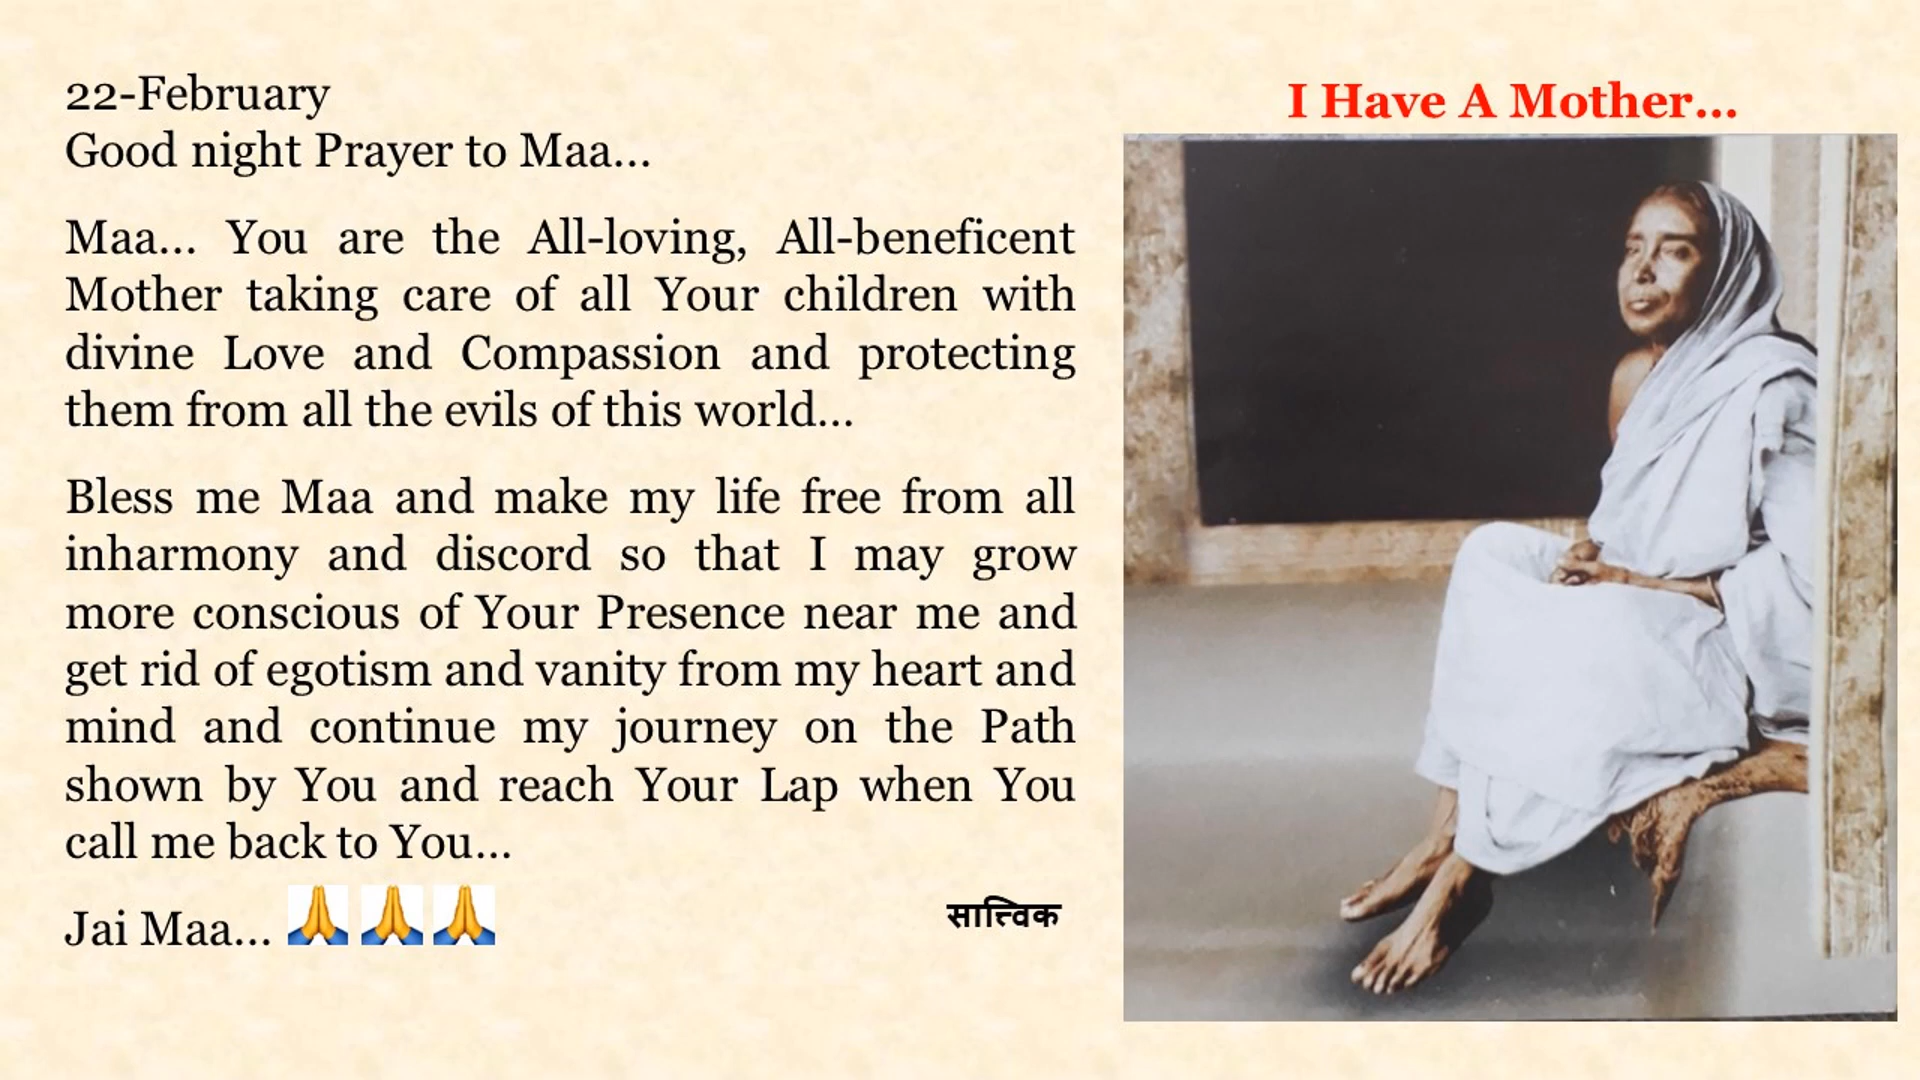 22-February
Good night Prayer to Maa...
Maa... You are the All-loving, All-beneficent
Mother taking care of all Your children with
divine Love and Compassion and protecting
them from all the evils of this world...
Bless me Maa and make my life free from all
inharmony and discord so that I may grow
more conscious of Your Presence near me and
get rid of egotism and vanity from my heart and
mind and continue my journey on the Path
shown by You and reach Your Lap when You
call me back to You...
Jai Maa... 🙏 🙏 🙏
सात्त्विक
I Have A Mother...